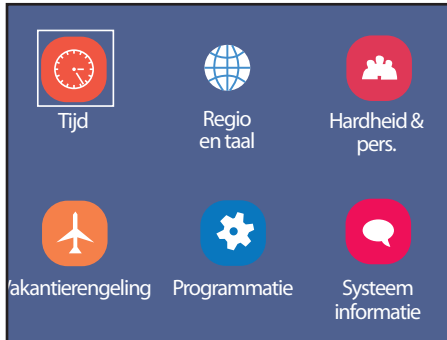 Tijd
Regio
en taal
Hardheid &
pers.
Vakantierengeling
Programmatie
Systeem
informatie